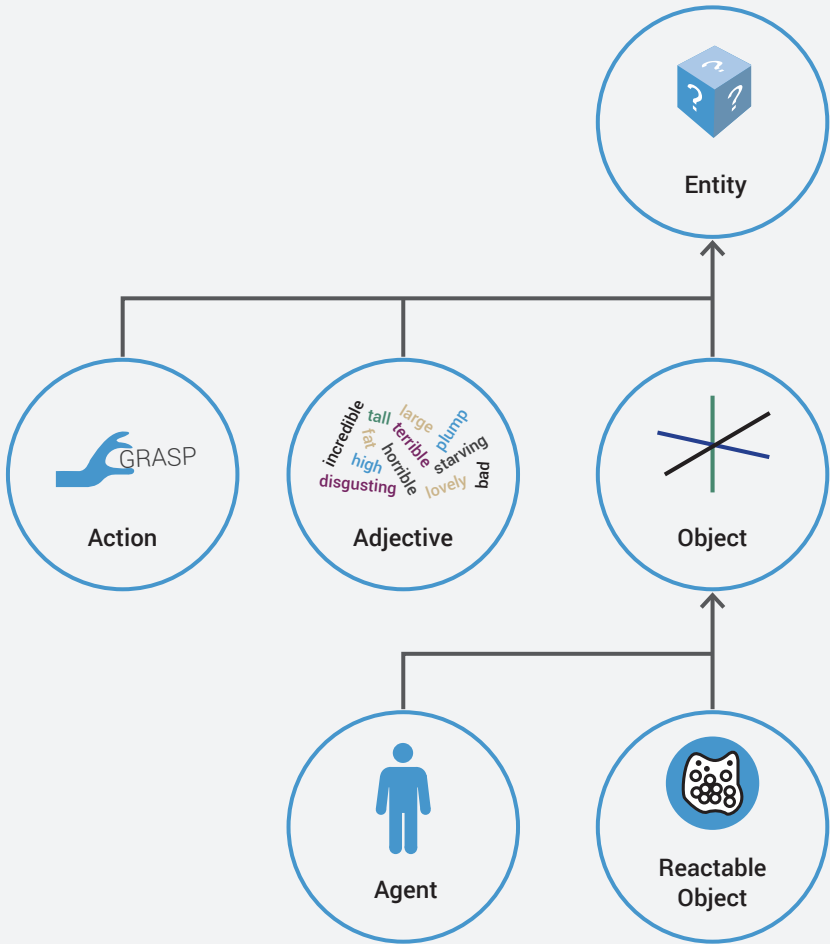 ? ? ?
Entity
GRASP
Action
incredible
tall
large
plump
fat
terrible
starving
high
horrible
bad
disgusting
lovely
Adjective
Object
Agent
Reactable
Object